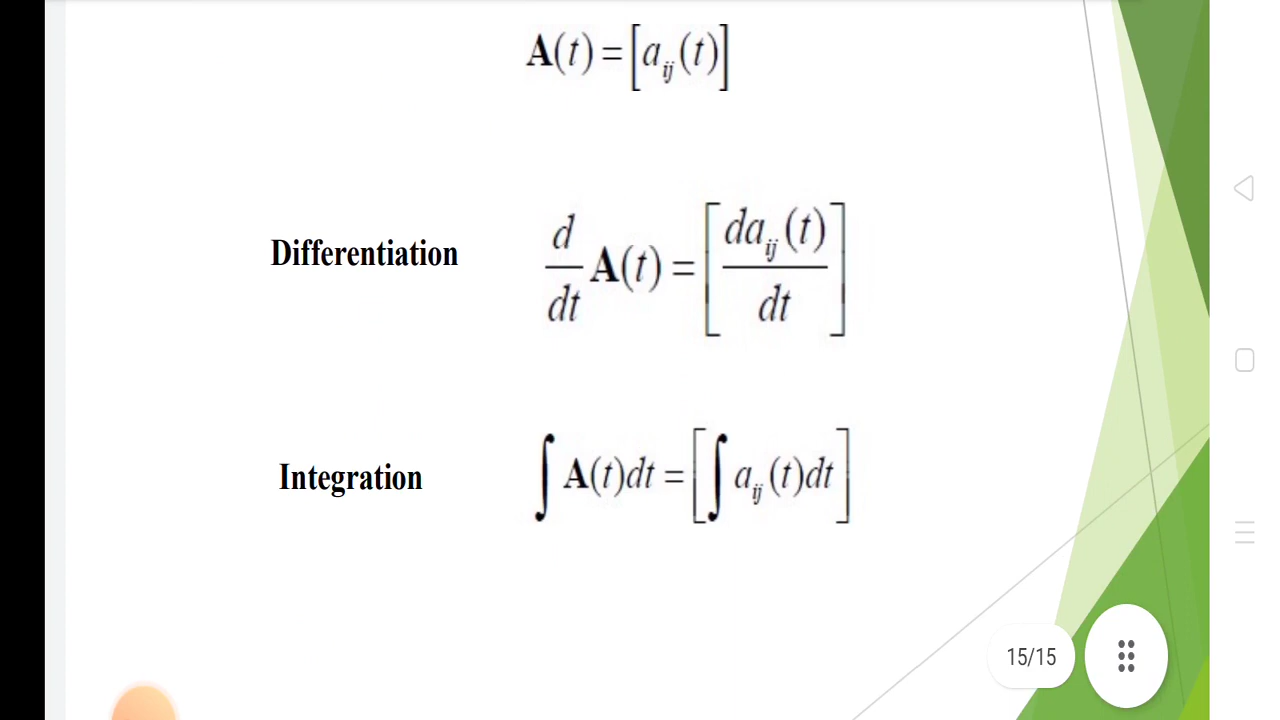 A(t) = [a_ij(t)]
Differentiation d/dt A(t) = [da_ij(t)/dt]
Integration ∫ A(t)dt = [∫ a_ij(t)dt]
15/15